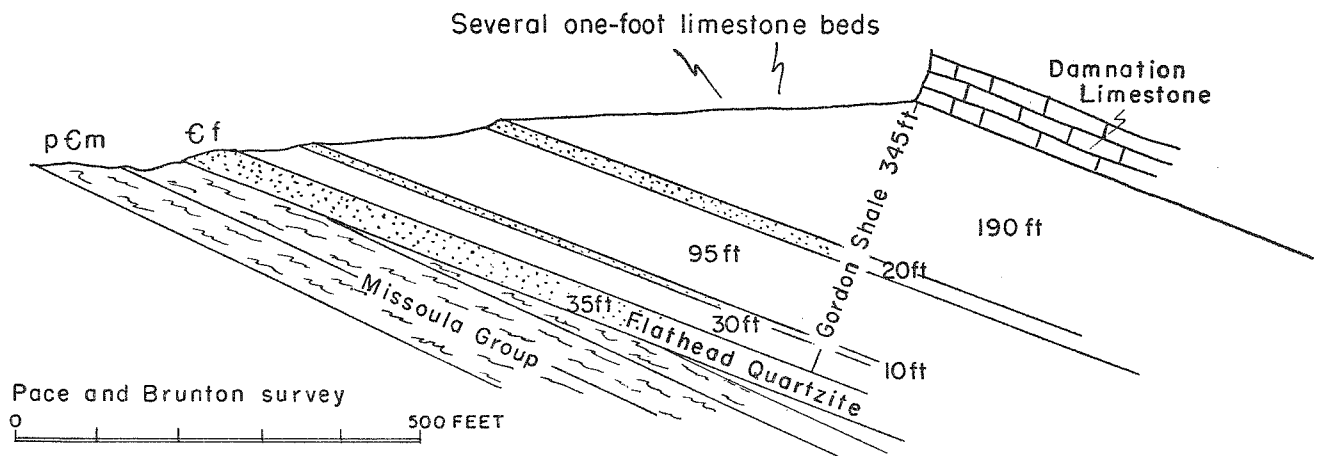 Several one-foot limestone beds
Damnation
Limestone
p€m
€f
Gordon Shale 345ft
190 ft
95ft
20ft
35ft
30ft
10ft
Flathead Quartzite
Missoula Group
Pace and Brunton survey
0
500 FEET